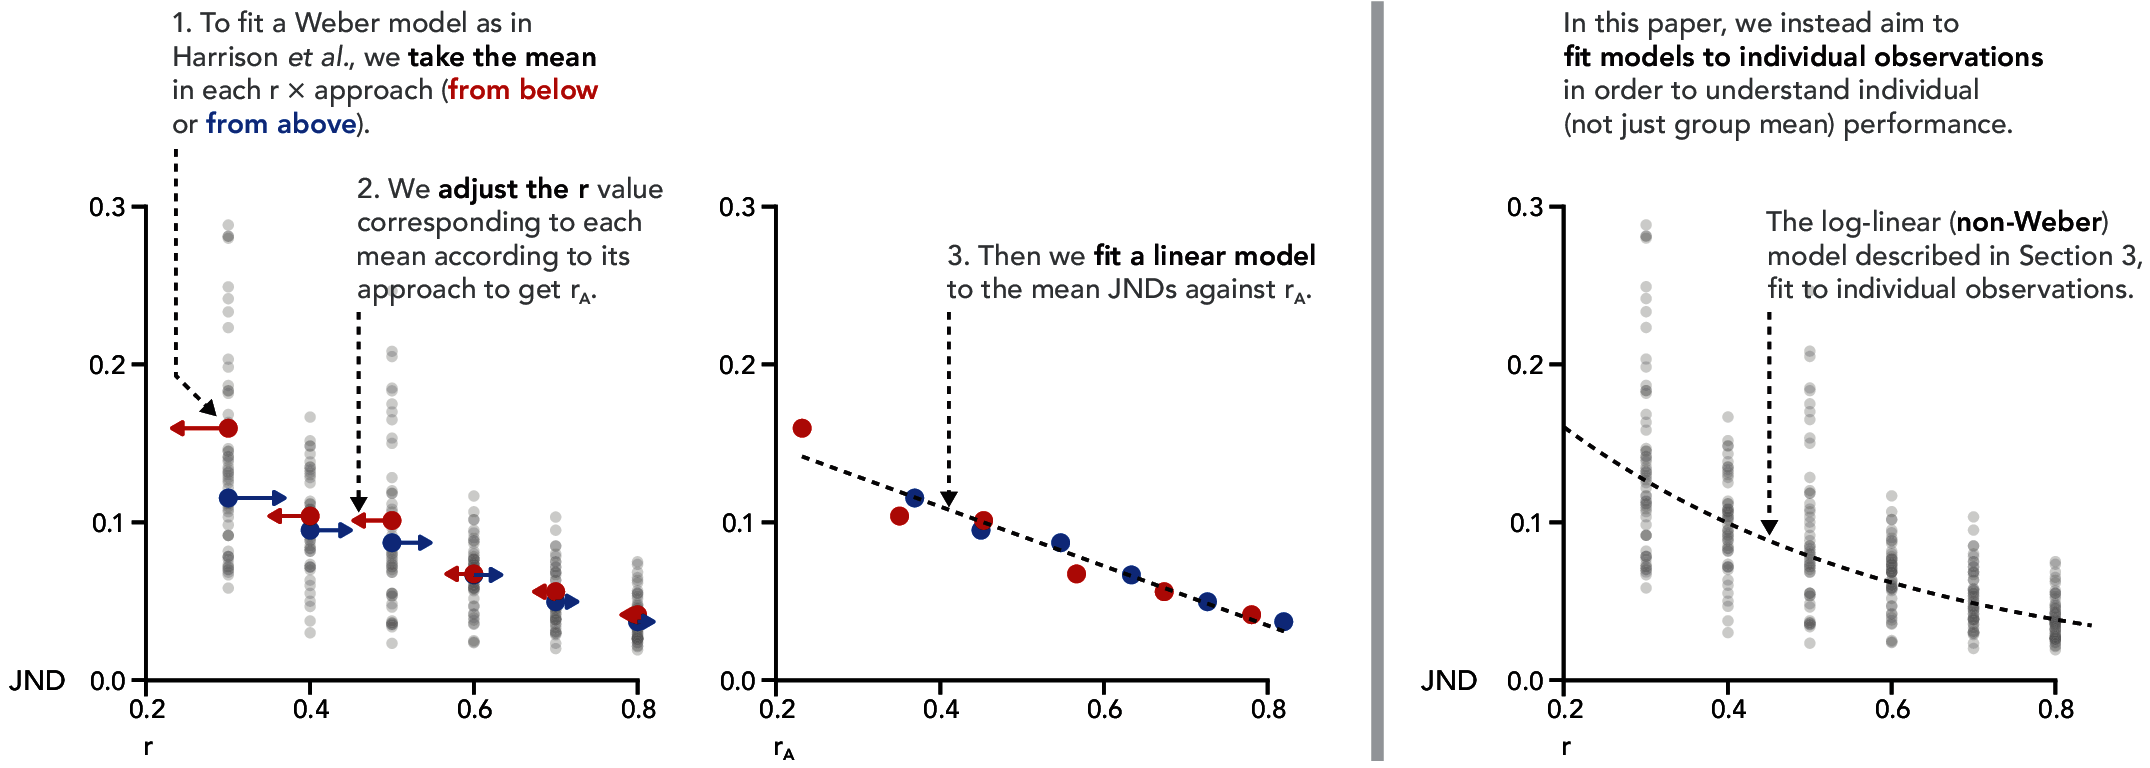 1. To fit a Weber model as in
Harrison et al., we take the mean
in each r × approach (from below
or from above).
2. We adjust the r value
corresponding to each
mean according to its
approach to get rA.
0.3
0.2
0.1
JND 0.0
0.2 0.4 0.6 0.8
r
3. Then we fit a linear model
to the mean JNDs against rA.
0.3
0.2
0.1
0.0
0.2 0.4 0.6 0.8
rA
In this paper, we instead aim to
fit models to individual observations
in order to understand individual
(not just group mean) performance.
The log-linear (non-Weber)
model described in Section 3,
fit to individual observations.
0.3
0.2
0.1
JND 0.0
0.2 0.4 0.6 0.8
r